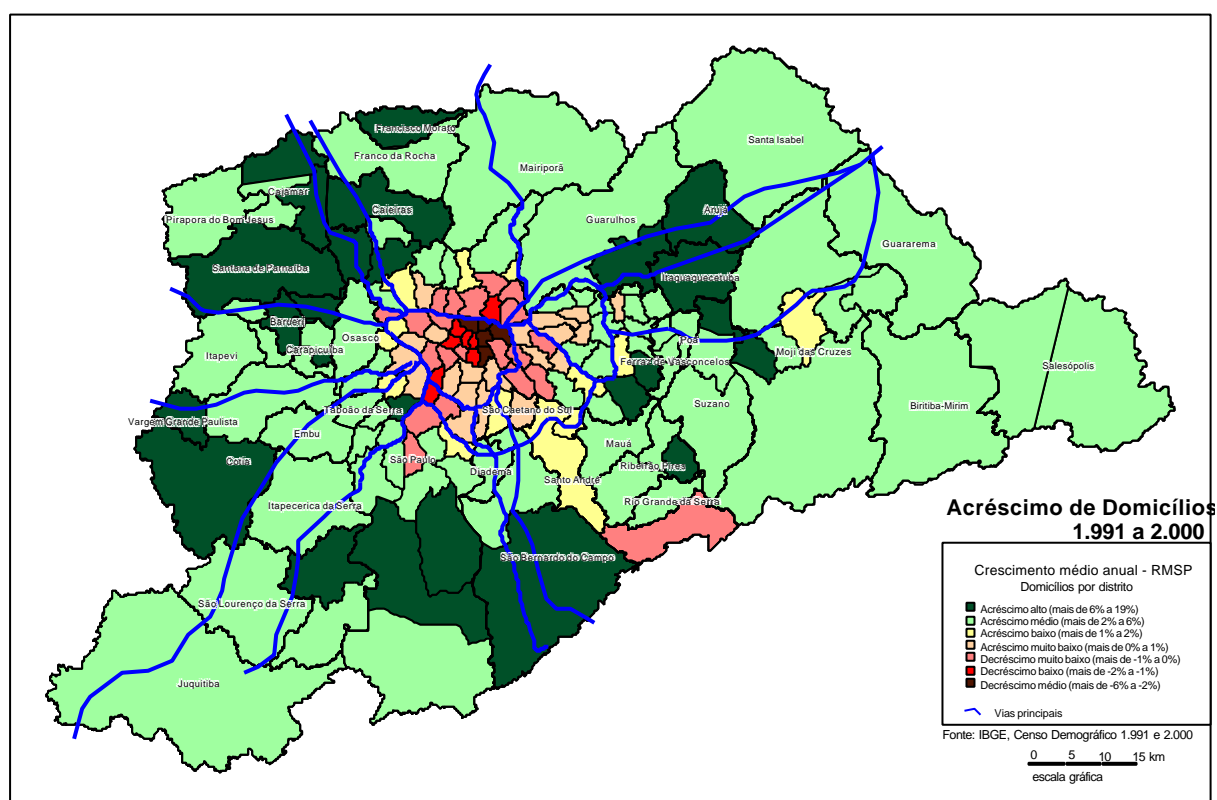 Francisco Morato
Franco da Rocha
Mairiporã
Santa Isabel
Cajamar
Caieiras
Pirapora do Bom Jesus
Guarulhos
Arujá
Guararema
Santana de Parnaíba
Itaquaquecetuba
Barueri
Osasco
Carapicuíba
Itapevi
Poá
Ferraz de Vasconcelos
Moji das Cruzes
Salesópolis
Suzano
Biritiba-Mirim
Taboão da Serra
São Caetano do Sul
Vargem Grande Paulista
Embu
Mauá
Cotia
São Paulo
Diadema
Ribeirão Pires
Santo André
Itapecerica da Serra
Rio Grande da Serra
São Bernardo do Campo
São Lourenço da Serra
Juquitiba
Acréscimo de Domicílios
1.991 a 2.000
Crescimento médio anual - RMSP
Domicílios por distrito
Acréscimo alto (mais de 6% a 19%)
Acréscimo médio (mais de 2% a 6%)
Acréscimo baixo (mais de 1% a 2%)
Acréscimo muito baixo (mais de 0% a 1%)
Decréscimo muito baixo (mais de -1% a 0%)
Decréscimo baixo (mais de -2% a -1%)
Decréscimo médio (mais de -6% a -2%)
Vias principais
Fonte: IBGE, Censo Demográfico 1.991 e 2.000
0 5 10 15 km
escala gráfica